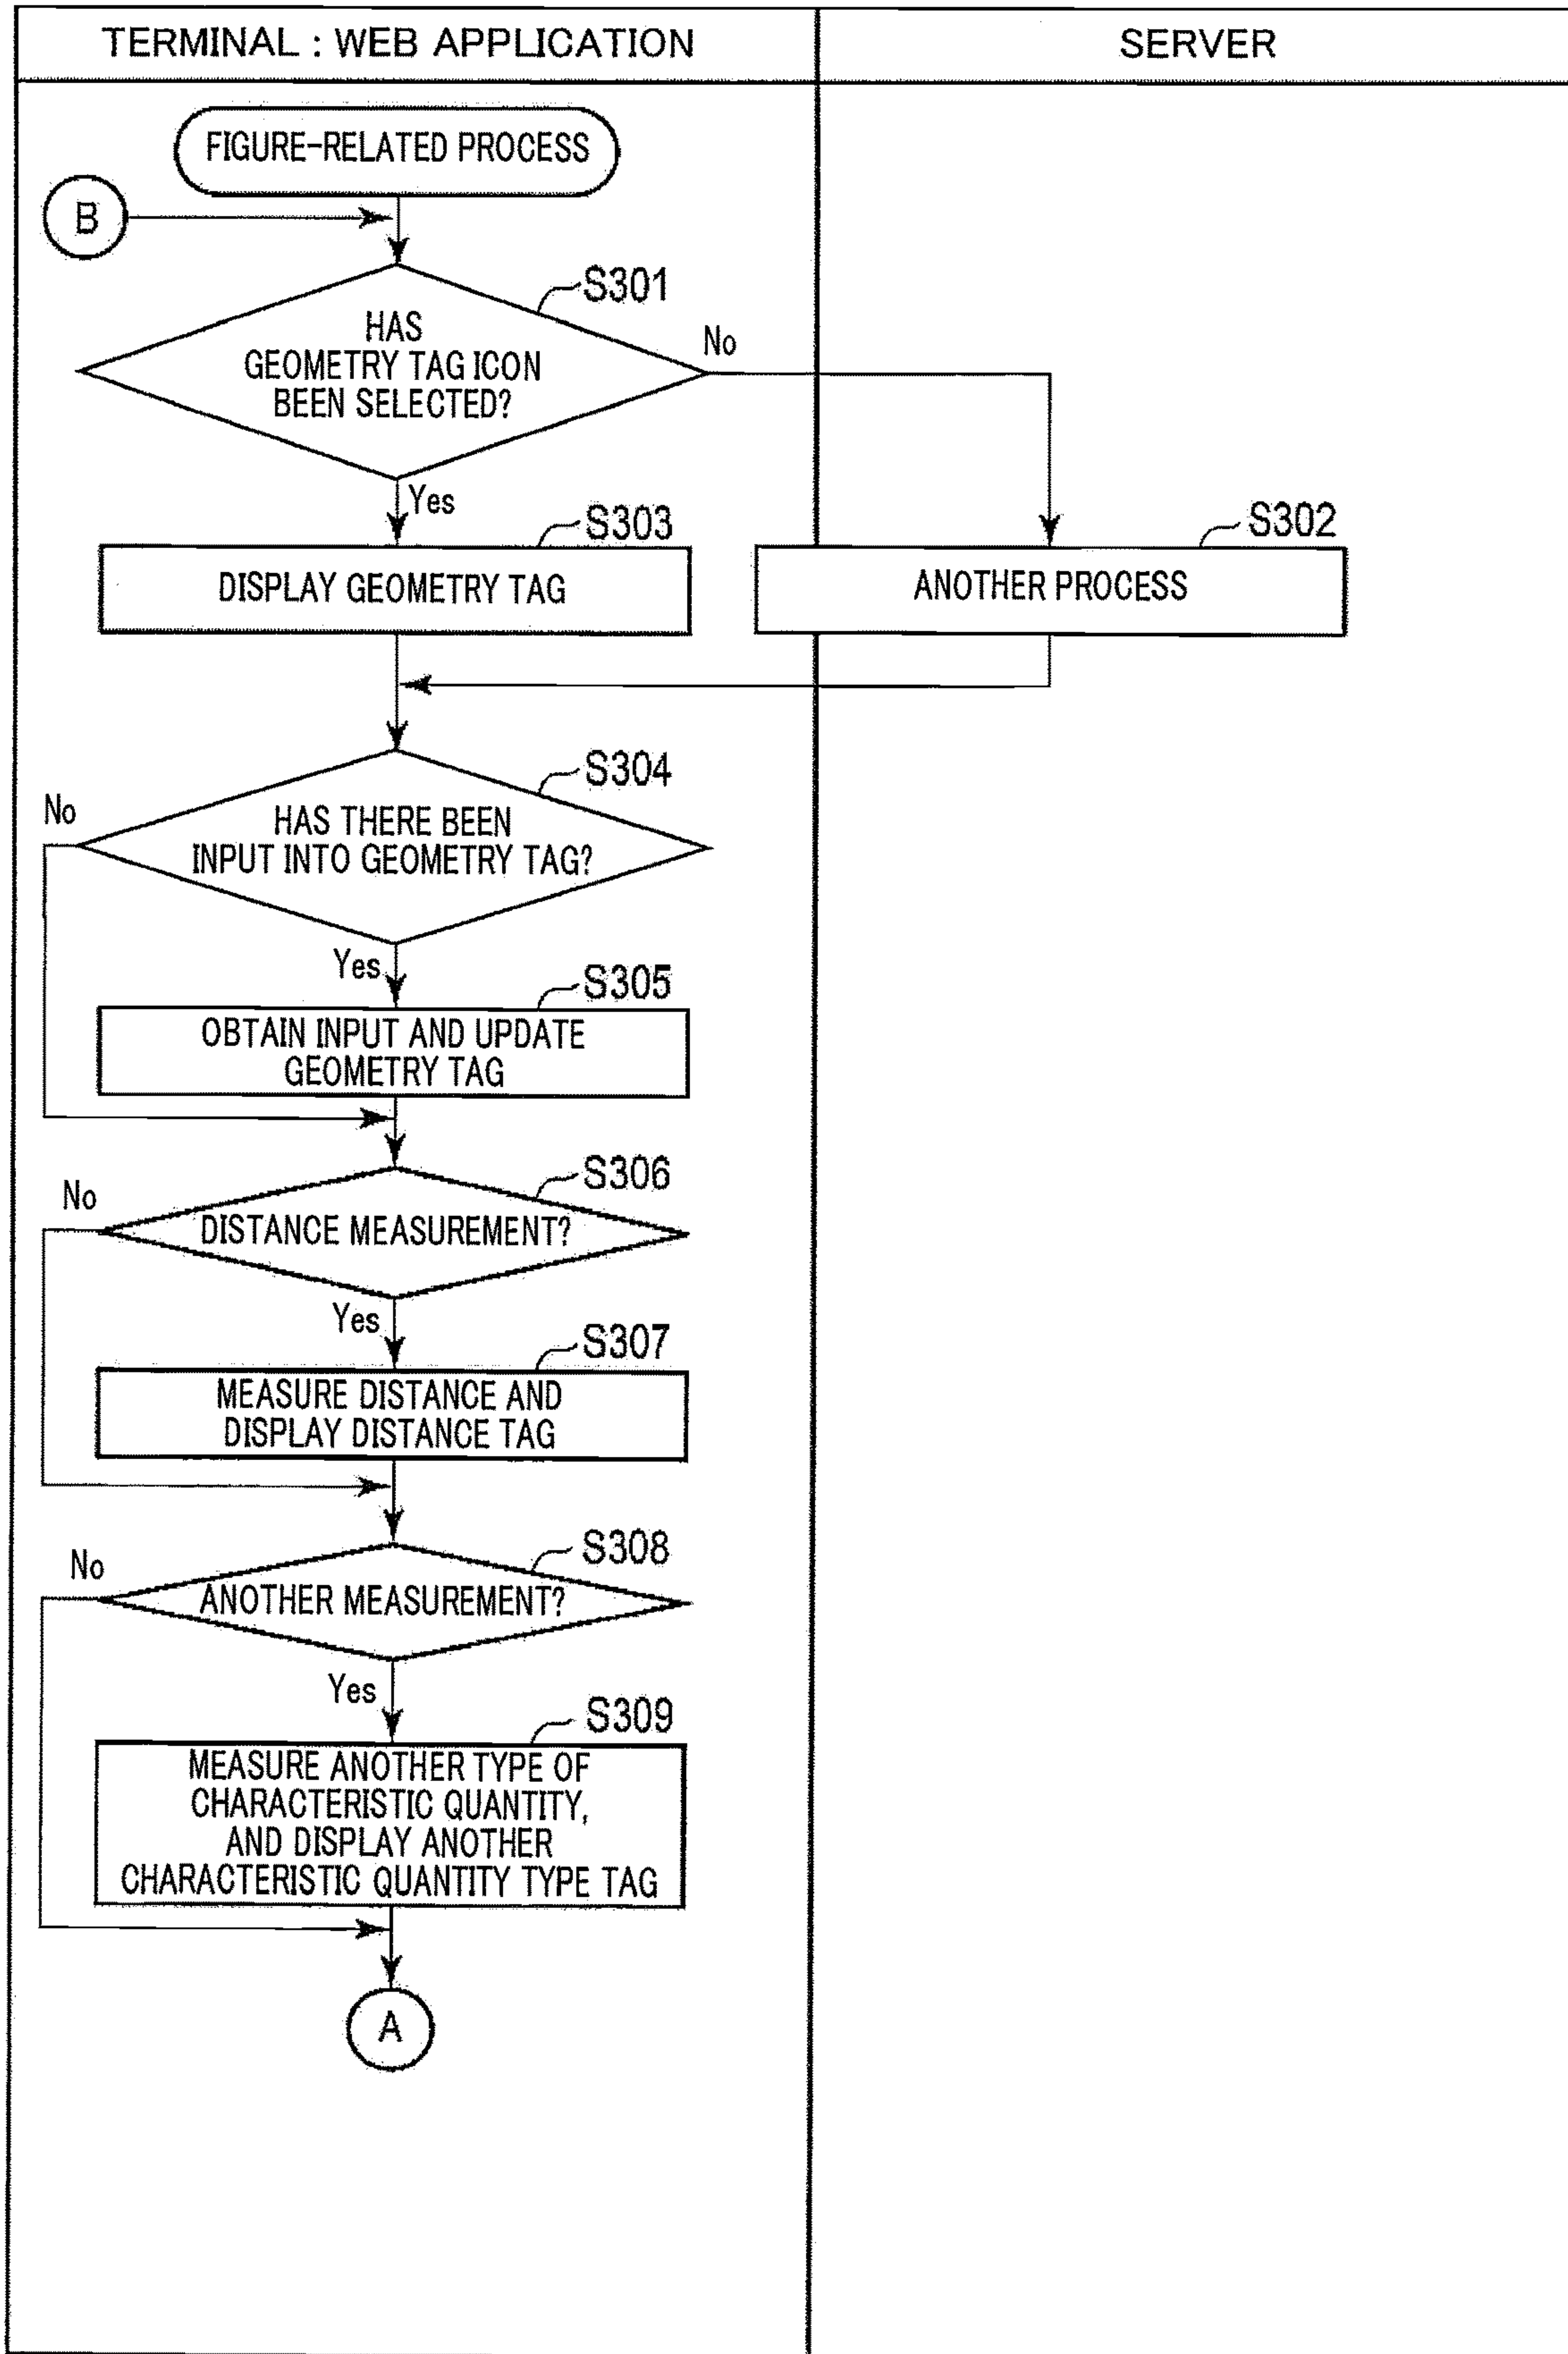 TERMINAL : WEB APPLICATION
SERVER
FIGURE-RELATED PROCESS
B
S301
HAS
GEOMETRY TAG ICON
BEEN SELECTED?
No
Yes
S303
DISPLAY GEOMETRY TAG
S302
ANOTHER PROCESS
S304
No
HAS THERE BEEN
INPUT INTO GEOMETRY TAG?
Yes
S305
OBTAIN INPUT AND UPDATE
GEOMETRY TAG
S306
No
DISTANCE MEASUREMENT?
Yes
S307
MEASURE DISTANCE AND
DISPLAY DISTANCE TAG
S308
No
ANOTHER MEASUREMENT?
Yes
S309
MEASURE ANOTHER TYPE OF
CHARACTERISTIC QUANTITY,
AND DISPLAY ANOTHER
CHARACTERISTIC QUANTITY TYPE TAG
A